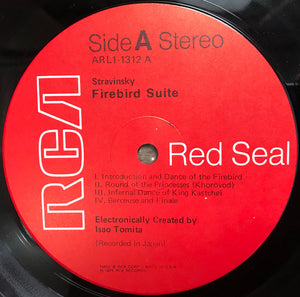 Side A Stereo
ARL1-1312 A
Stravinsky
Firebird Suite
RCA
Red Seal
I. Introduction and Dance of the Firebird
II. Round of the Princesses (Khorovod)
III. Infernal Dance of King Kastchei
IV. Berceuse and Finale
Electronically Created by
Isao Tomita
(Recorded in Japan)